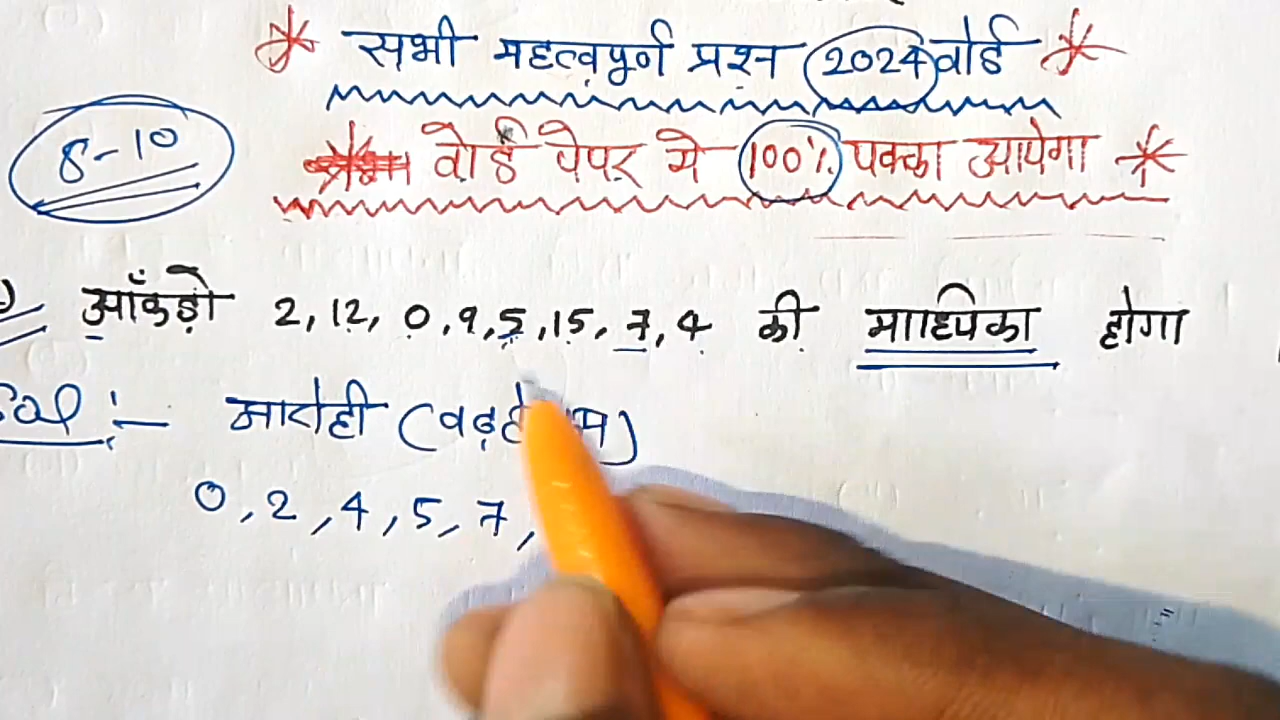 सभी महत्वपूर्ण प्रश्न 2024 बोर्ड
8-10
वोर्ड पेपर मे 100% पक्का आयेगा
आँकड़ो 2, 12, 0, 9, 5, 15, 7, 4 की माध्यिका होगा
Sol :-
0, 2, 4, 5, 7,